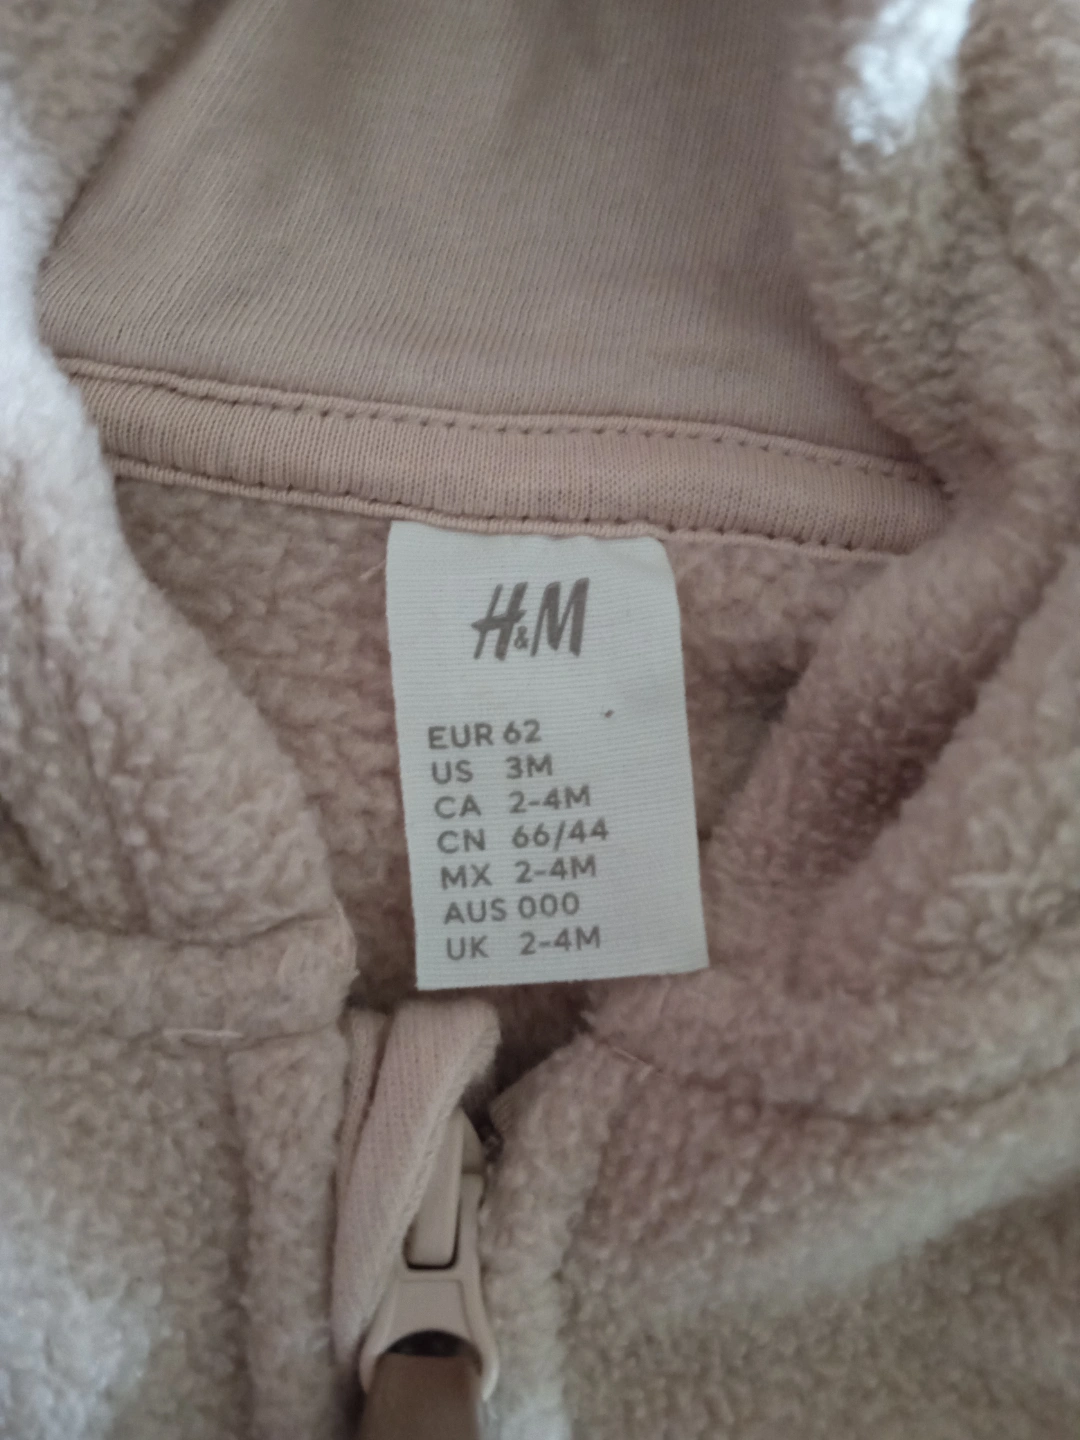 H&M
EUR 62
US 3M
CA 2-4M
CN 66/44
MX 2-4M
AUS 000
UK 2-4M